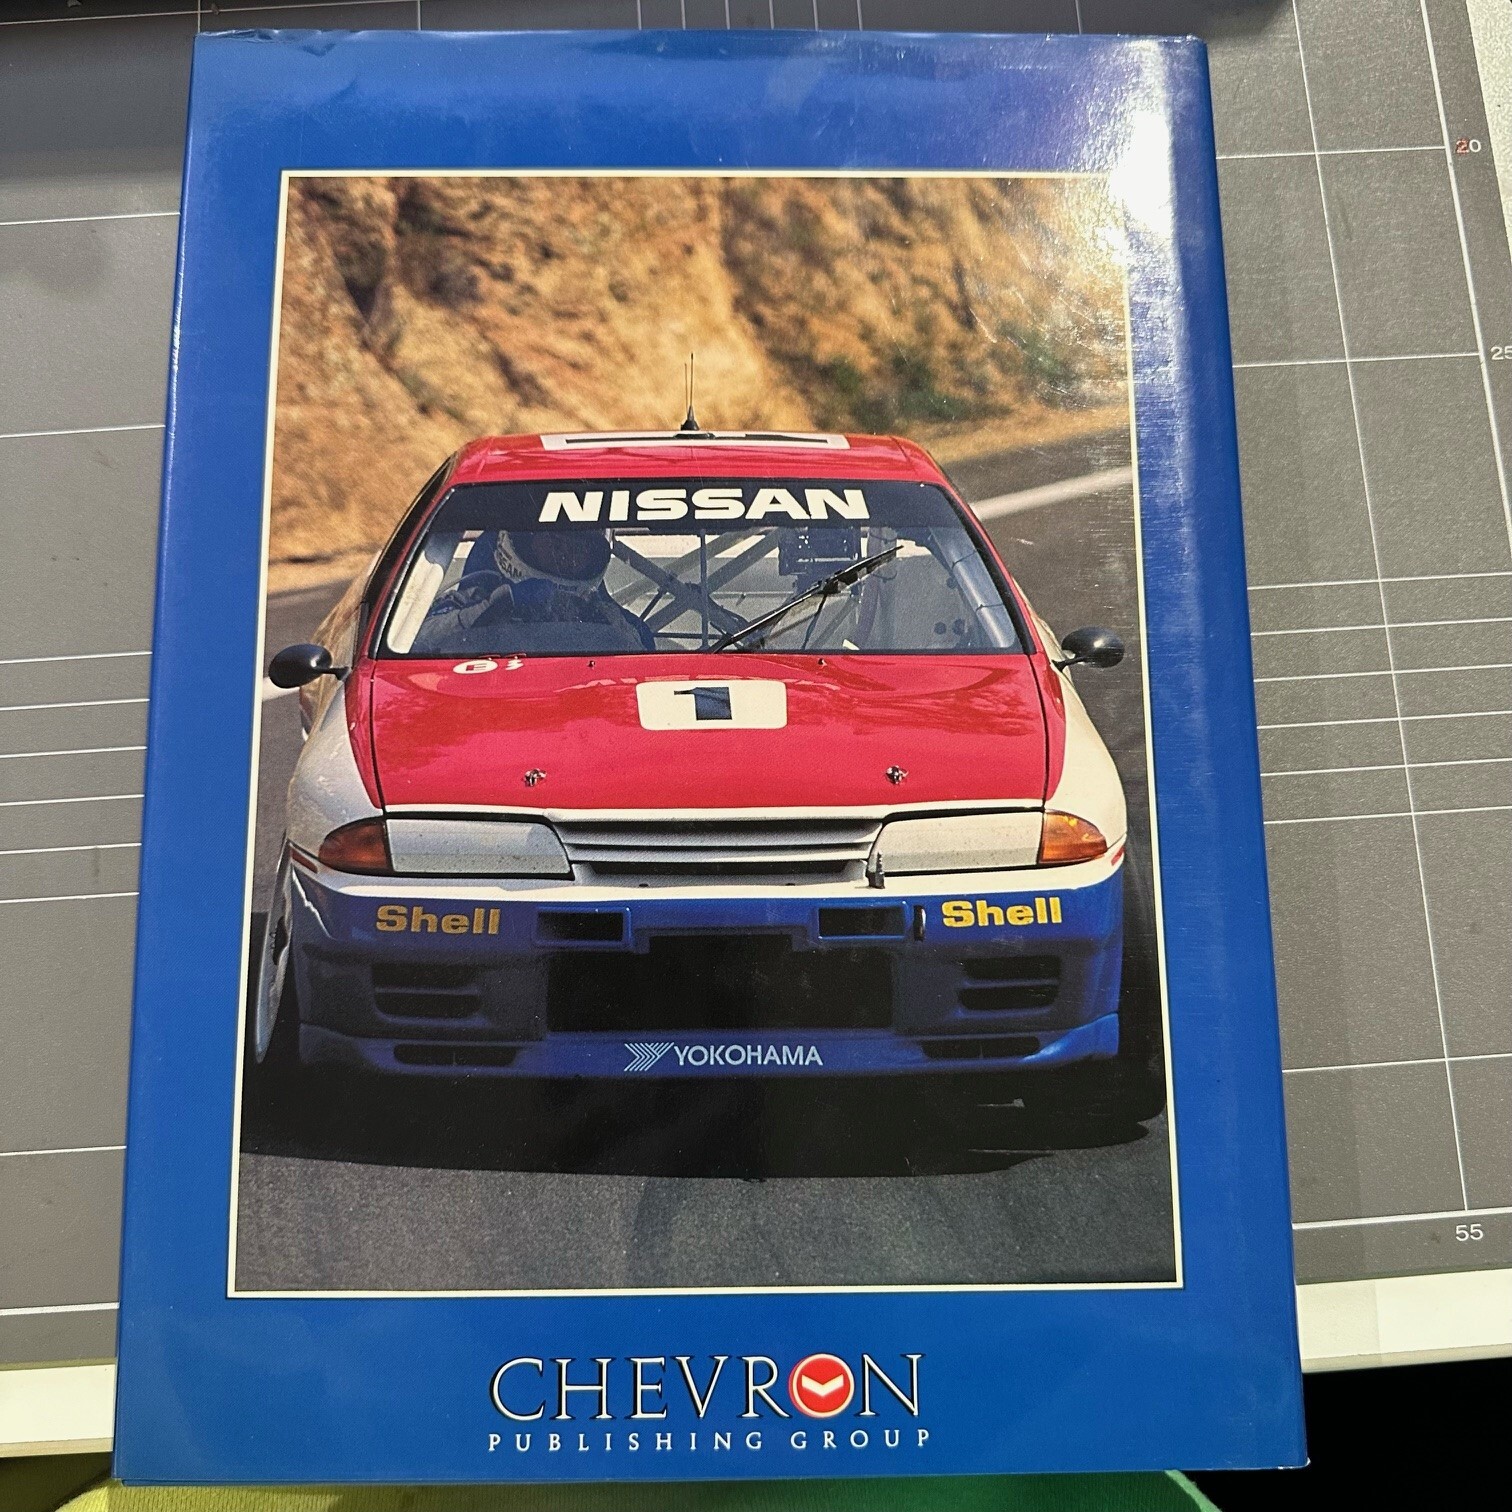 20
25
NISSAN
1
Shell
Shell
YOKOHAMA
55
CHEVRON
PUBLISHING GROUP